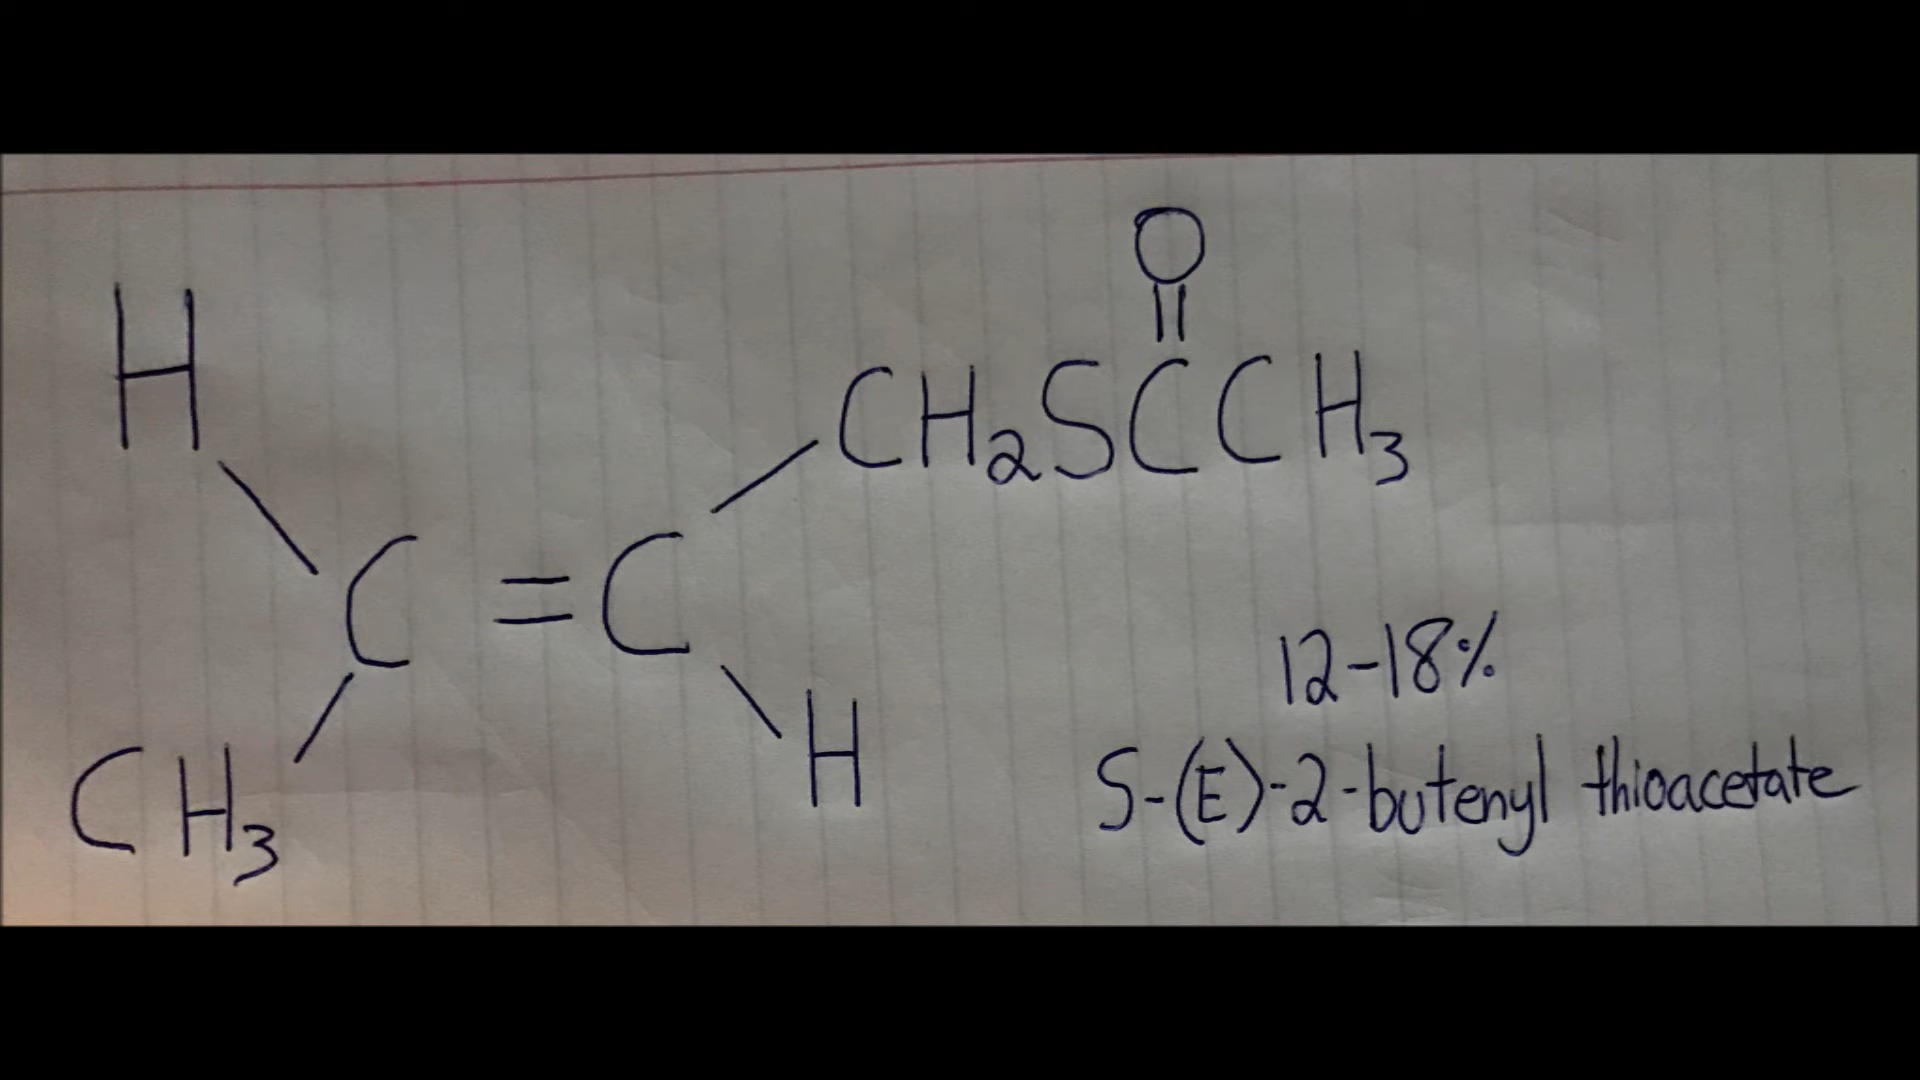 O
H
CH₂SCCH₃
C = C
CH₃
H
12-18%
S-(E)-2-butenyl thioacetate